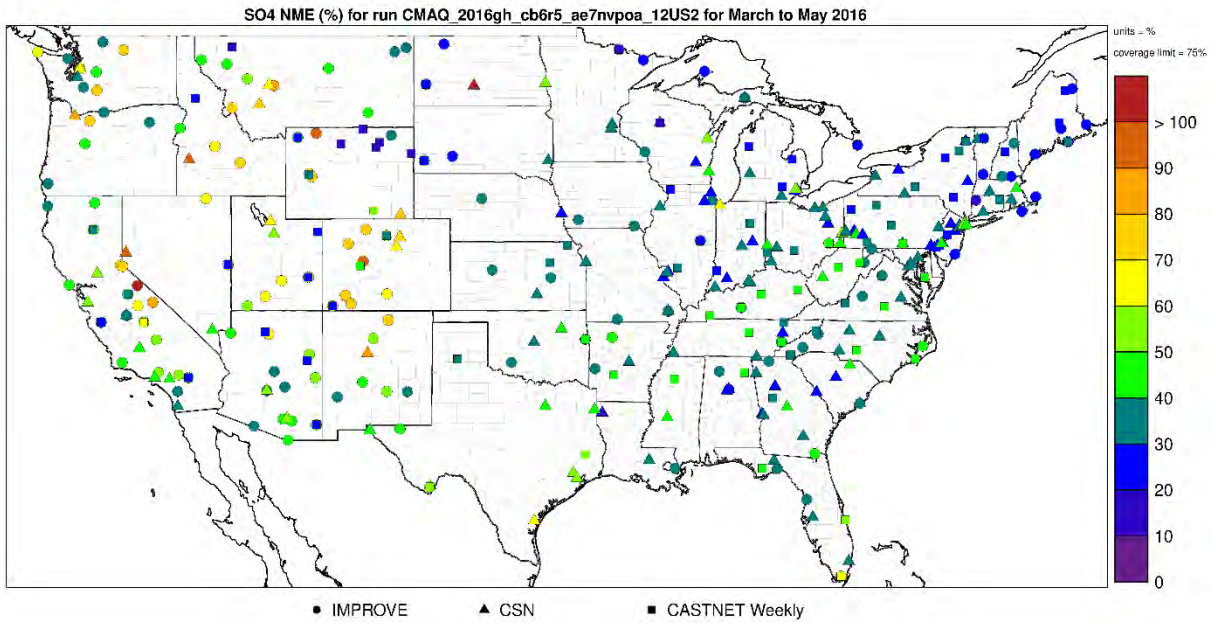 SO4 NME (%) for run CMAQ_2016gh_cb6r5_ae7nvpoa_12US2 for March to May 2016
units = %
coverage limit = 75%
> 100
90
80
70
60
50
40
30
20
10
0
IMPROVE
CSN
CASTNET Weekly